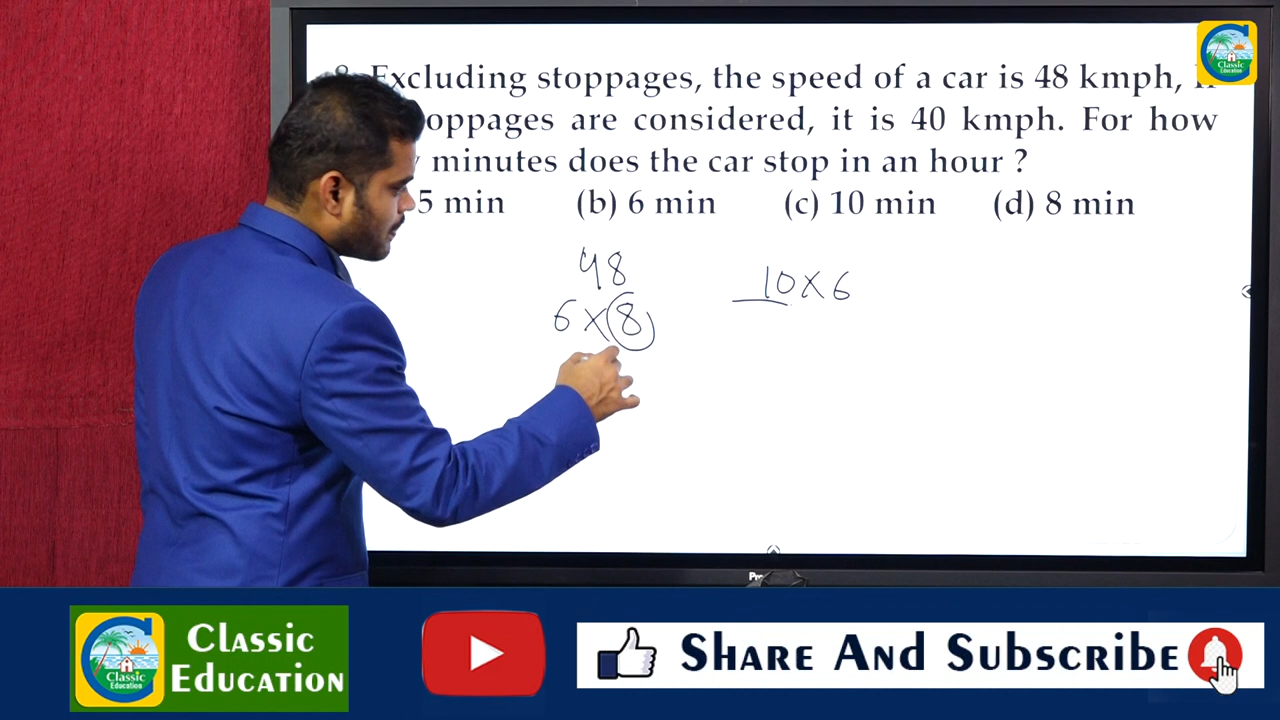 Excluding stoppages, the speed of a car is 48 kmph,
oppages are considered, it is 40 kmph. For how
minutes does the car stop in an hour ?
5 min (b) 6 min (c) 10 min (d) 8 min
48
10×6
6×8
Classic
Education
Classic
Education
Share And Subscribe